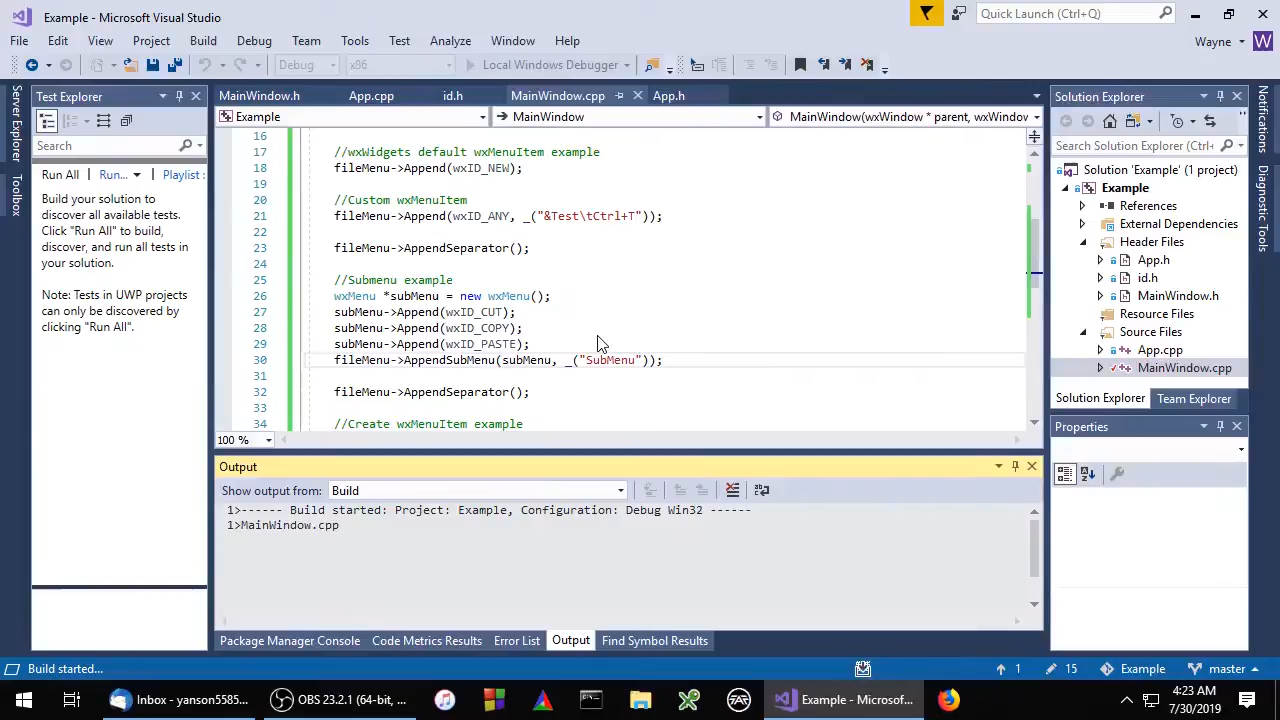 Example - Microsoft Visual Studio
Quick Launch (Ctrl+Q)
File Edit View Project Build Debug Team Tools Test Analyze Window Help
Wayne W
Debug x86 Local Windows Debugger
Server Explorer
Toolbox
Test Explorer
Search
Run All Run... Playlist :
Build your solution to
discover all available tests.
Click "Run All" to build,
discover, and run all tests in
your solution.
Note: Tests in UWP projects
can only be discovered by
clicking "Run All".
MainWindow.h App.cpp id.h MainWindow.cpp App.h
Example MainWindow MainWindow(wxWindow * parent, wxWindov
16
17 //wxWidgets default wxMenuItem example
18 fileMenu->Append(wxID_NEW);
19
20 //Custom wxMenuItem
21 fileMenu->Append(wxID_ANY, _("&Test\tCtrl+T"));
22
23 fileMenu->AppendSeparator();
24
25 //Submenu example
26 wxMenu *subMenu = new wxMenu();
27 subMenu->Append(wxID_CUT);
28 subMenu->Append(wxID_COPY);
29 subMenu->Append(wxID_PASTE);
30 fileMenu->AppendSubMenu(subMenu, _("SubMenu"));
31
32 fileMenu->AppendSeparator();
33
34 //Create wxMenuItem example
100 %
Output
Show output from: Build
1>------ Build started: Project: Example, Configuration: Debug Win32 ------
1>MainWindow.cpp
Package Manager Console Code Metrics Results Error List Output Find Symbol Results
Solution Explorer
Search Solution Explorer (Ctrl+;)
Solution 'Example' (1 project)
Example
References
External Dependencies
Header Files
App.h
id.h
MainWindow.h
Resource Files
Source Files
App.cpp
MainWindow.cpp
Solution Explorer Team Explorer
Properties
Notifications
Diagnostic Tools
Build started... 1 15 Example master
Inbox - yanson5585... OBS 23.2.1 (64-bit, ... EA Example - Microsof...
4:23 AM
7/30/2019